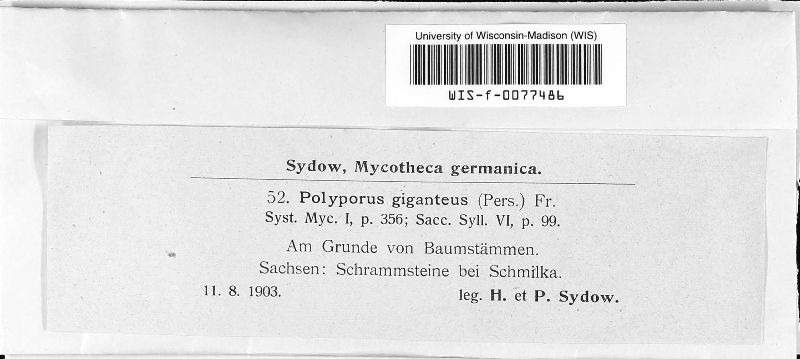 University of Wisconsin-Madison (WIS)
WIS-f-0077486
Sydow, Mycotheca germanica.
52. Polyporus giganteus (Pers.) Fr.
Syst. Myc. I, p. 356; Sacc. Syll. VI, p. 99.
Am Grunde von Baumstämmen.
Sachsen: Schrammsteine bei Schmilka.
11. 8. 1903. leg. H. et P. Sydow.